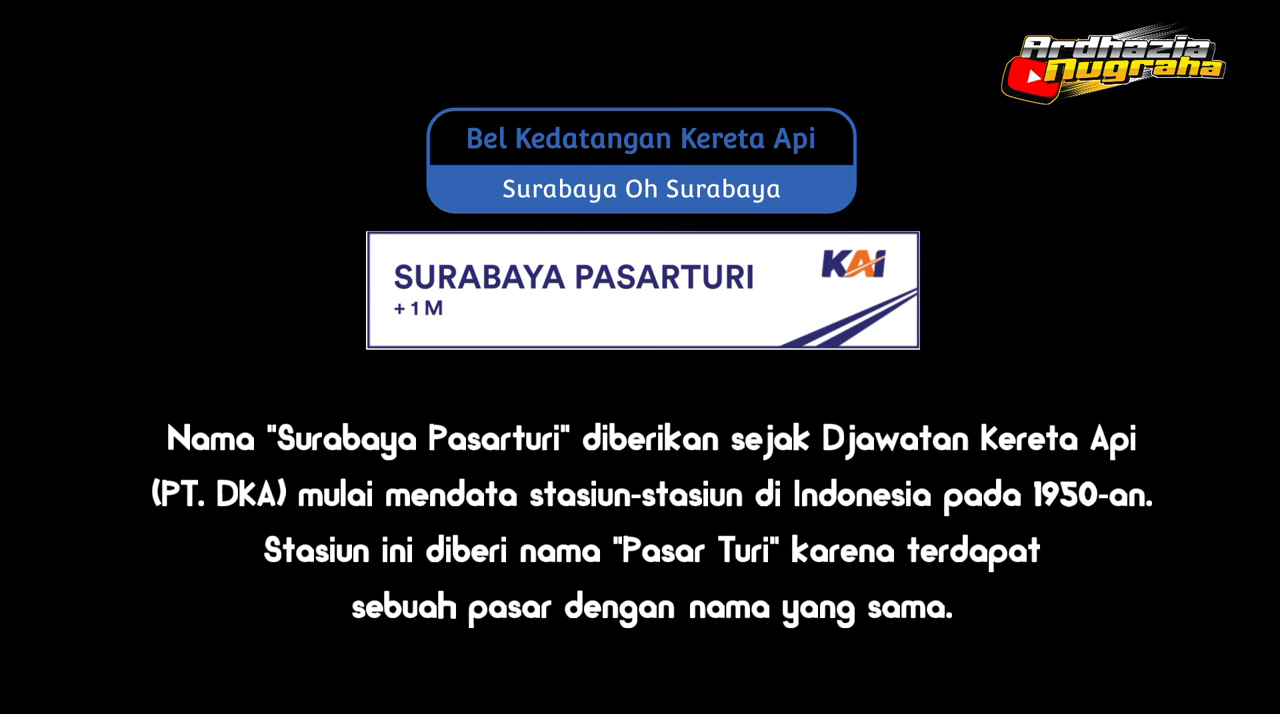 Ardhazia
Nugraha
Bel Kedatangan Kereta Api
Surabaya Oh Surabaya
SURABAYA PASARTURI
KAI
+ 1 M
Nama "Surabaya Pasarturi" diberikan sejak Djawatan Kereta Api
(PT. DKA) mulai mendata stasiun-stasiun di Indonesia pada 1950-an.
Stasiun ini diberi nama "Pasar Turi" karena terdapat
sebuah pasar dengan nama yang sama.